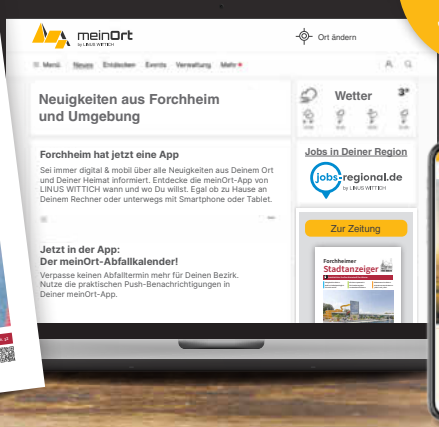 meinOrt
by LINUS WITTICH
Ort ändern
Menü Neues Entdecken Events Verwaltung Mehr
Neuigkeiten aus Forchheim
und Umgebung
Wetter 3°
Forchheim hat jetzt eine App
Sei immer digital & mobil über alle Neuigkeiten aus Deinem Ort
und Deiner Heimat informiert. Entdecke die meinOrt-App von
LINUS WITTICH wann und wo Du willst. Egal ob zu Hause an
Deinem Rechner oder unterwegs mit Smartphone oder Tablet.
Jobs in Deiner Region
jobs-regional.de
by LINUS WITTICH
Jetzt in der App:
Der meinOrt-Abfallkalender!
Verpasse keinen Abfalltermin mehr für Deinen Bezirk.
Nutze die praktischen Push-Benachrichtigungen in
Deiner meinOrt-App.
Zur Zeitung
Forchheimer
Stadtanzeiger